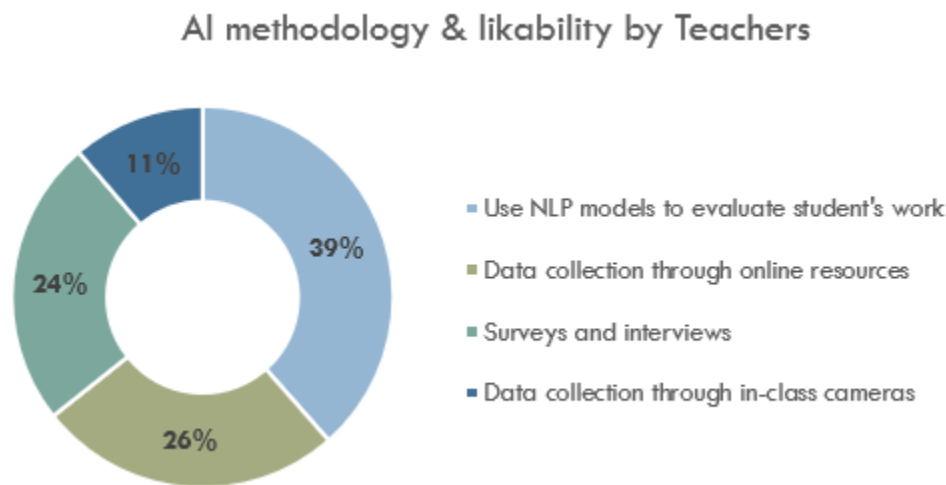 AI methodology & likability by Teachers
11%
39%
24%
26%
Use NLP models to evaluate student's work
Data collection through online resources
Surveys and interviews
Data collection through in-class cameras